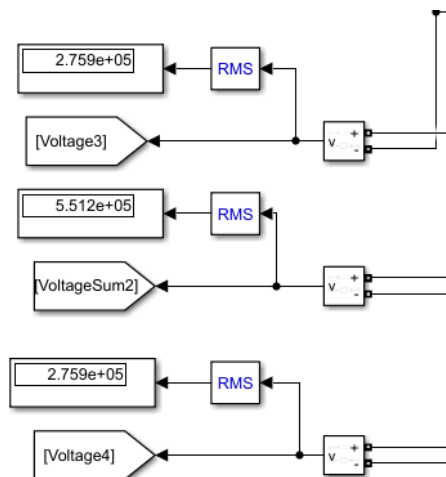 2.759e+05
RMS
[Voltage3]
v
+
-
5.512e+05
RMS
[VoltageSum2]
v
+
-
2.759e+05
RMS
[Voltage4]
v
+
-